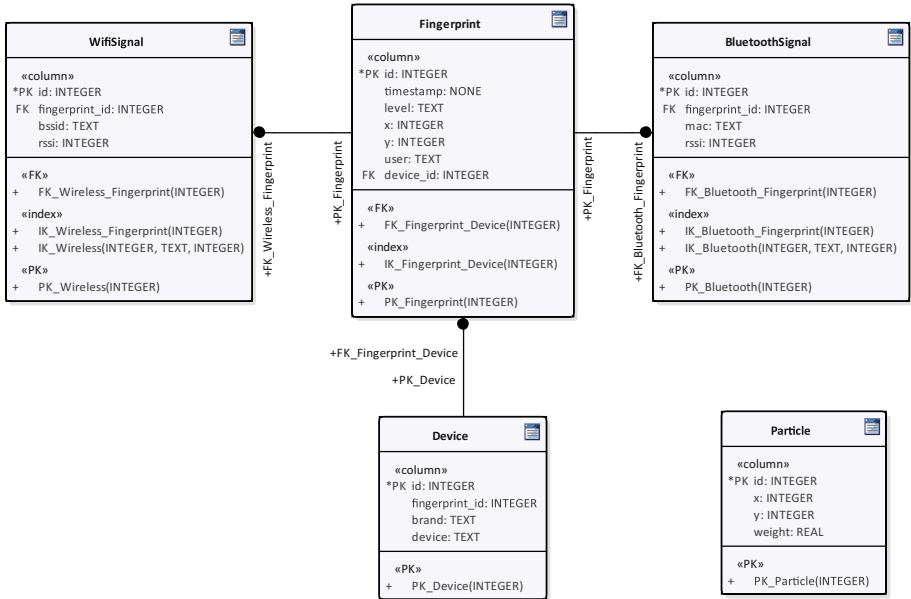 WifiSignal
«column»
*PK id: INTEGER
FK fingerprint_id: INTEGER
bssid: TEXT
rssi: INTEGER
«FK»
+ FK_Wireless_Fingerprint(INTEGER)
«index»
+ IK_Wireless_Fingerprint(INTEGER)
+ IK_Wireless(INTEGER, TEXT, INTEGER)
«PK»
+ PK_Wireless(INTEGER)
+FK_Wireless_Fingerprint
+PK_Fingerprint
Fingerprint
«column»
*PK id: INTEGER
timestamp: NONE
level: TEXT
x: INTEGER
y: INTEGER
user: TEXT
FK device_id: INTEGER
«FK»
+ FK_Fingerprint_Device(INTEGER)
«index»
+ IK_Fingerprint_Device(INTEGER)
«PK»
+ PK_Fingerprint(INTEGER)
+PK_Fingerprint
+FK_Bluetooth_Fingerprint
BluetoothSignal
«column»
*PK id: INTEGER
FK fingerprint_id: INTEGER
mac: TEXT
rssi: INTEGER
«FK»
+ FK_Bluetooth_Fingerprint(INTEGER)
«index»
+ IK_Bluetooth_Fingerprint(INTEGER)
+ IK_Bluetooth(INTEGER, TEXT, INTEGER)
«PK»
+ PK_Bluetooth(INTEGER)
+FK_Fingerprint_Device
+PK_Device
Device
«column»
*PK id: INTEGER
fingerprint_id: INTEGER
brand: TEXT
device: TEXT
«PK»
+ PK_Device(INTEGER)
Particle
«column»
*PK id: INTEGER
x: INTEGER
y: INTEGER
weight: REAL
«PK»
+ PK_Particle(INTEGER)